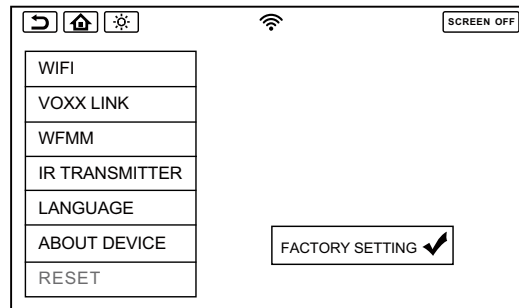 SCREEN OFF
WIFI
VOXX LINK
WFMM
IR TRANSMITTER
LANGUAGE
ABOUT DEVICE
FACTORY SETTING
RESET